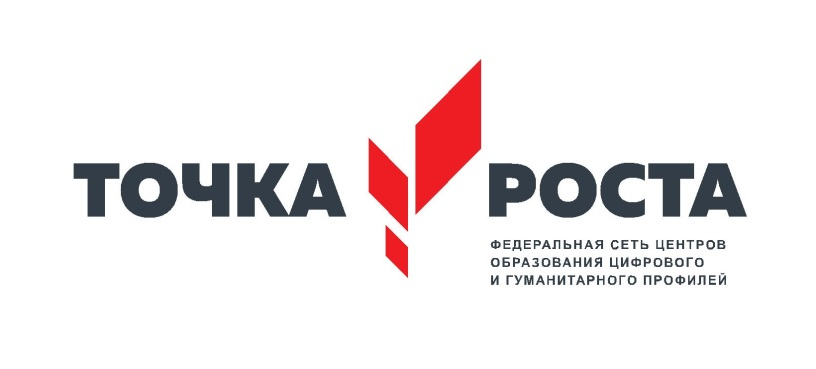 ТОЧКА РОСТА
ФЕДЕРАЛЬНАЯ СЕТЬ ЦЕНТРОВ
ОБРАЗОВАНИЯ ЦИФРОВОГО
И ГУМАНИТАРНОГО ПРОФИЛЕЙ